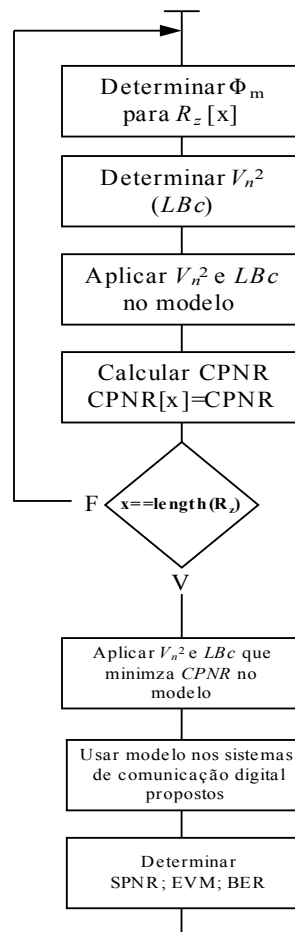 Determinar Φm
para Rz [x]
Determinar Vn²
(LBc)
Aplicar Vn² e LBc
no modelo
Calcular CPNR
CPNR[x]=CPNR
F
x==length(Rz)
V
Aplicar Vn² e LBc que
minimza CPNR no
modelo
Usar modelo nos sistemas
de comunicação digital
propostos
Determinar
SPNR; EVM; BER